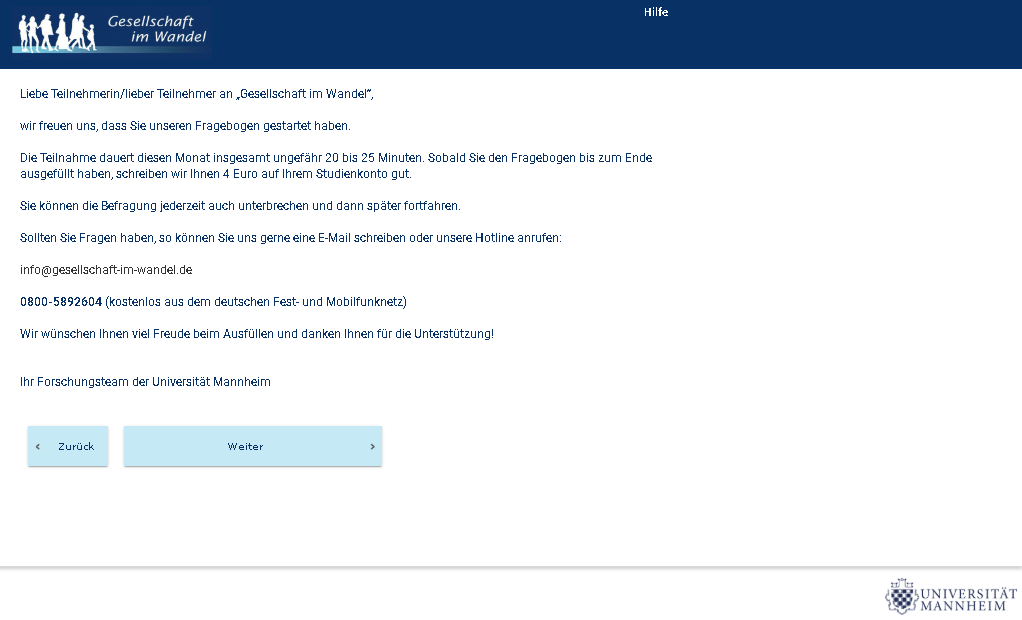 Gesellschaft
im Wandel
Hilfe
Liebe Teilnehmerin/lieber Teilnehmer an „Gesellschaft im Wandel“,
wir freuen uns, dass Sie unseren Fragebogen gestartet haben.
Die Teilnahme dauert diesen Monat insgesamt ungefähr 20 bis 25 Minuten. Sobald Sie den Fragebogen bis zum Ende
ausgefüllt haben, schreiben wir Ihnen 4 Euro auf Ihrem Studienkonto gut.
Sie können die Befragung jederzeit auch unterbrechen und dann später fortfahren.
Sollten Sie Fragen haben, so können Sie uns gerne eine E-Mail schreiben oder unsere Hotline anrufen:
info@gesellschaft-im-wandel.de
0800-5892604 (kostenlos aus dem deutschen Fest- und Mobilfunknetz)
Wir wünschen Ihnen viel Freude beim Ausfüllen und danken Ihnen für die Unterstützung!
Ihr Forschungsteam der Universität Mannheim
Zurück
Weiter
UNIVERSITÄT
MANNHEIM